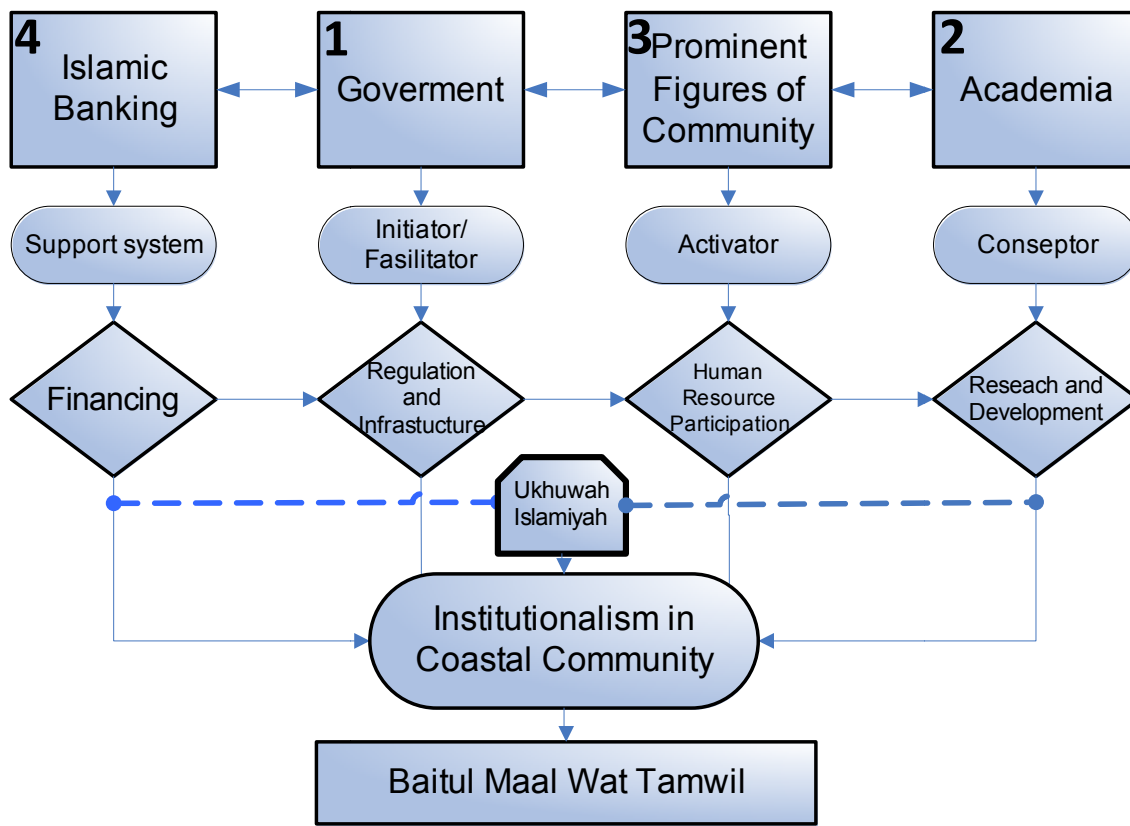 4
Islamic
Banking
1
Goverment
3
Prominent
Figures of
Community
2
Academia
Support system
Initiator/
Fasilitator
Activator
Conseptor
Financing
Regulation
and
Infrastucture
Human
Resource
Participation
Reseach and
Development
Ukhuwah
Islamiyah
Institutionalism in
Coastal Community
Baitul Maal Wat Tamwil